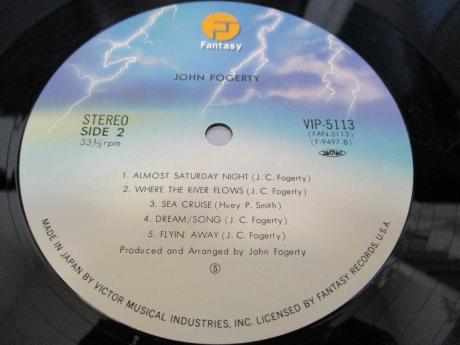 Fantasy
JOHN FOGERTY
STEREO
SIDE 2
33⅓ rpm
VIP-5113
(FAN-5113)
(F-9497-B)
1. ALMOST SATURDAY NIGHT (J. C. Fogerty)
2. WHERE THE RIVER FLOWS (J. C. Fogerty)
3. SEA CRUISE (Huey P. Smith)
4. DREAM/SONG (J. C. Fogerty)
5. FLYIN' AWAY (J. C. Fogerty)
Produced and Arranged by John Fogerty
Ⓢ
MADE IN JAPAN BY VICTOR MUSICAL INDUSTRIES, INC. LICENSED BY FANTASY RECORDS, U.S.A.